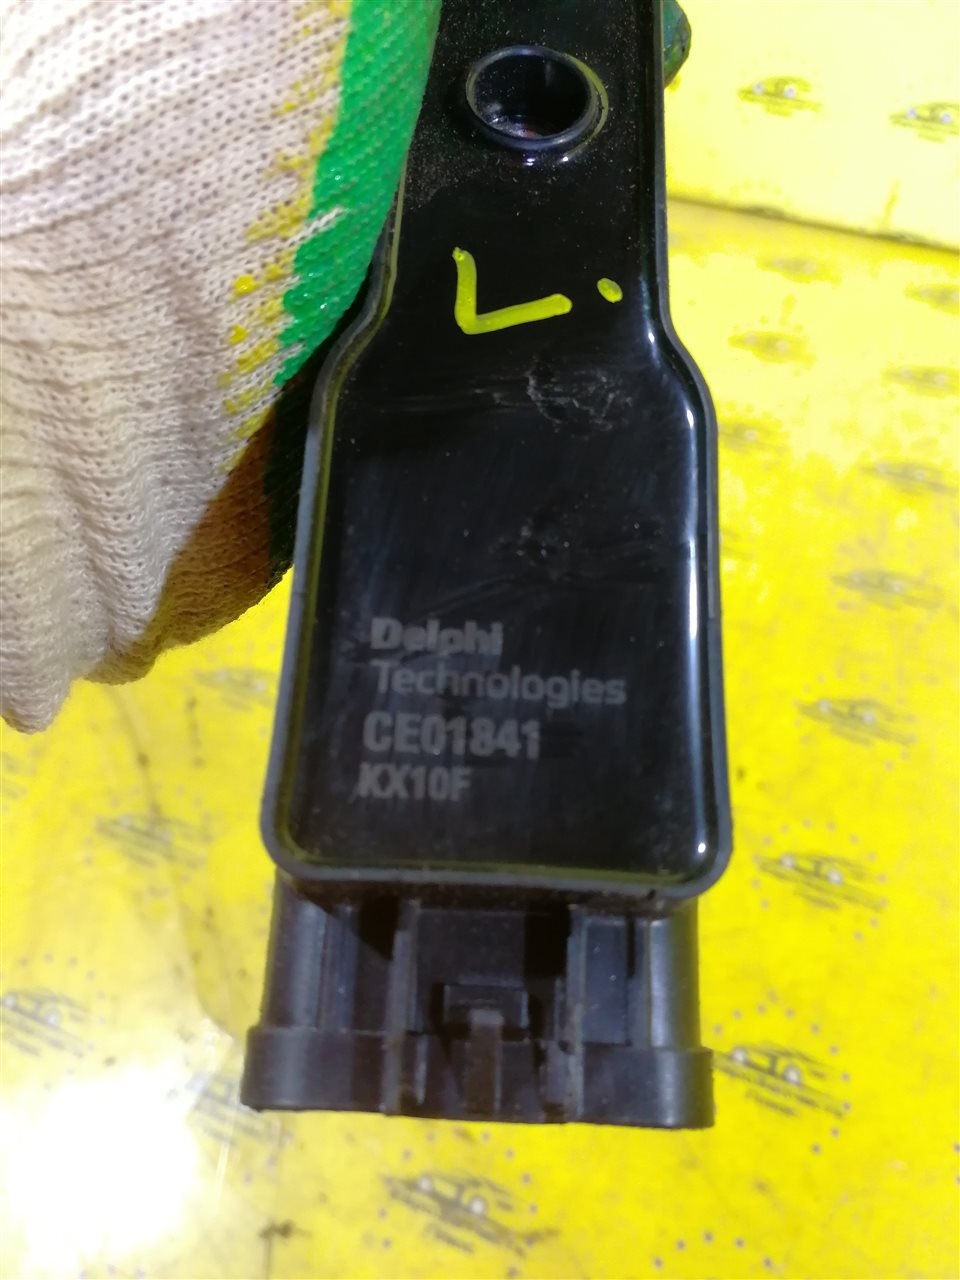 L.
Delphi
Technologies
CE01841
KX10F